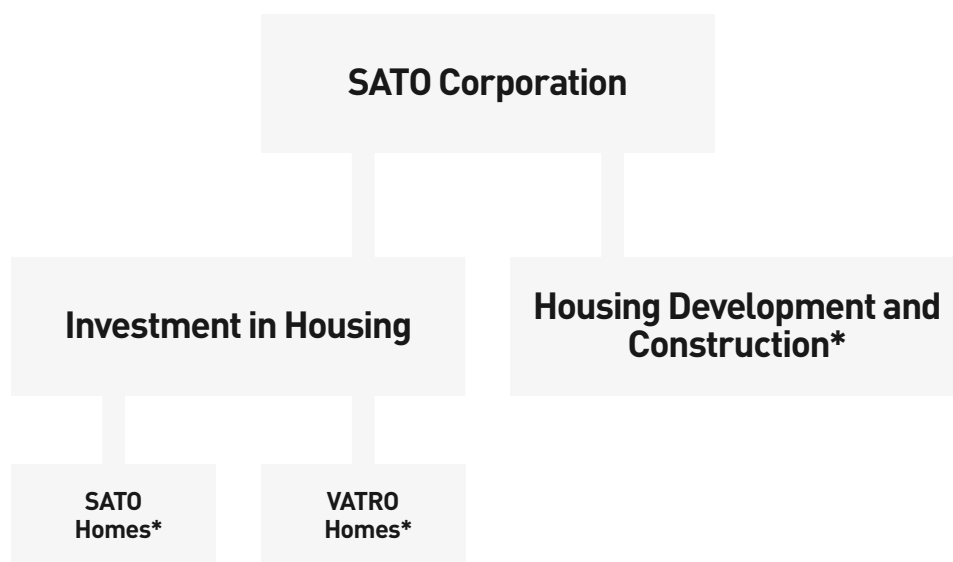 SATO Corporation
Investment in Housing
Housing Development and
Construction*
SATO
Homes*
VATRO
Homes*